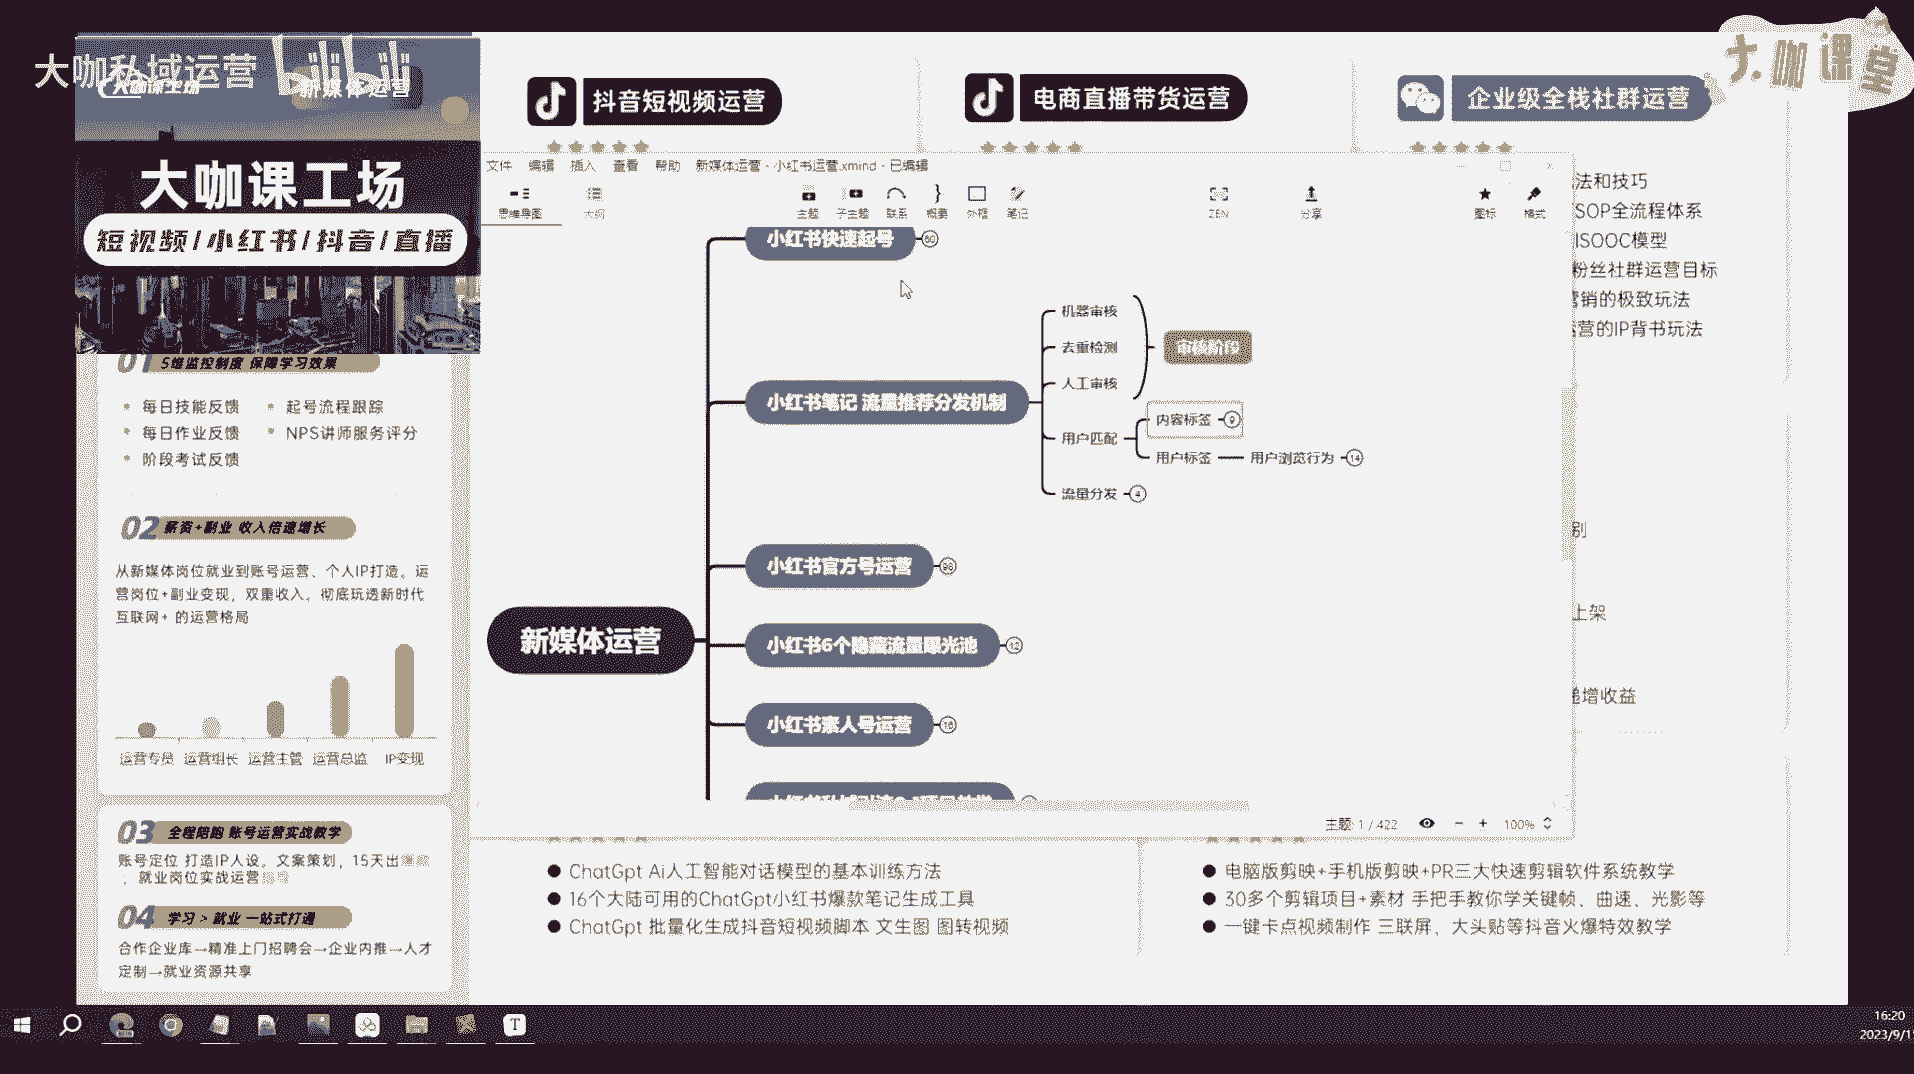 大咖私域运营
bilibili
大咖课工场
新媒体运营
大咖课堂
大咖课工场
短视频/小红书/抖音/直播
抖音短视频运营
电商直播带货运营
企业级全栈社群运营
文件 编辑 插入 查看 帮助 新媒体运营 - 小红书运营.xmind - 已编辑
思维导图 大纲 主题 子主题 联系 概要 外框 笔记 ZEN 分享 图标 格式
小红书快速起号 60
机器审核
去重检测
人工审核
审核阶段
小红书笔记 流量推荐分发机制
用户匹配
内容标签 9
用户标签 用户浏览行为 14
流量分发 4
小红书官方号运营 98
小红书6个隐藏流量曝光池 12
新媒体运营
小红书素人号运营 16
主题: 1 / 422 100%
法和技巧
SOP全流程体系
ISOOC模型
粉丝社群运营目标
营销的极致玩法
运营的IP背书玩法
别
上架
递增收益
01 5维监控制度 保障学习效果
每日技能反馈 起号流程跟踪
每日作业反馈 NPS讲师服务评分
阶段考试反馈
02 薪资+副业 收入倍速增长
从新媒体岗位就业到账号运营、个人IP打造。运
营岗位+副业变现，双重收入。彻底玩透新时代
互联网+ 的运营格局
运营专员 运营组长 运营主管 运营总监 IP变现
03 全程陪跑 账号运营实战教学
账号定位 打造IP人设。文案策划，15天出爆款
；就业岗位实战运营
04 学习 > 就业 一站式打通
合作企业库→精准上门招聘会→企业内推→人才
定制→就业资源共享
ChatGpt Ai人工智能对话模型的基本训练方法
16个大陆可用的ChatGpt小红书爆款笔记生成工具
ChatGpt 批量化生成抖音短视频脚本 文生图 图转视频
电脑版剪映+手机版剪映+PR三大快速剪辑软件系统教学
30多个剪辑项目+素材 手把手教你学关键帧、曲速、光影等
一键卡点视频制作 三联屏、大头贴等抖音火爆特效教学
16:20
2023/9/1